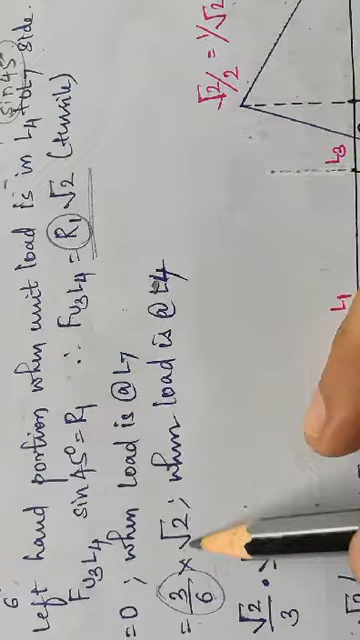 6
Left hand portion when unit load is in L4 to L7 side.
F_U3L4 sin45° = R1 ∴ F_U3L4 = R1 √2 (tensile)
sin45°
= 0 ; when load is @ L7
= 3/6 × √2 ; when load is @ L4
√2/3
√2/2 = 1/√2
L3